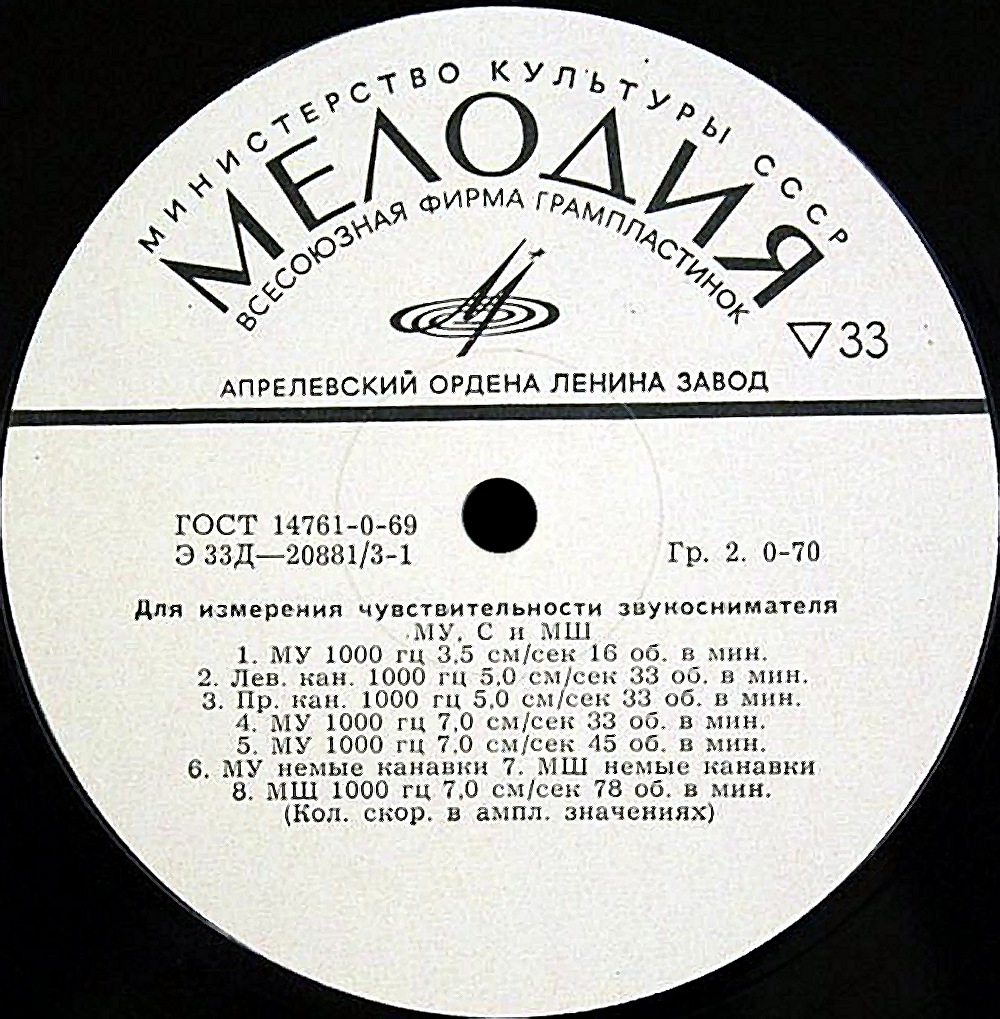 МИНИСТЕРСТВО КУЛЬТУРЫ СССР
МЕЛОДИЯ
ВСЕСОЮЗНАЯ ФИРМА ГРАМПЛАСТИНОК
▽33
АПРЕЛЕВСКИЙ ОРДЕНА ЛЕНИНА ЗАВОД
ГОСТ 14761-0-69
Э 33Д—20881/3-1
Гр. 2. 0-70
Для измерения чувствительности звукоснимателя
МУ, С и МШ
1. МУ 1000 гц 3,5 см/сек 16 об. в мин.
2. Лев. кан. 1000 гц 5,0 см/сек 33 об. в мин.
3. Пр. кан. 1000 гц 5,0 см/сек 33 об. в мин.
4. МУ 1000 гц 7,0 см/сек 33 об. в мин.
5. МУ 1000 гц 7,0 см/сек 45 об. в мин.
6. МУ немые канавки 7. МШ немые канавки
8. МШ 1000 гц 7,0 см/сек 78 об. в мин.
(Кол. скор. в ампл. значениях)